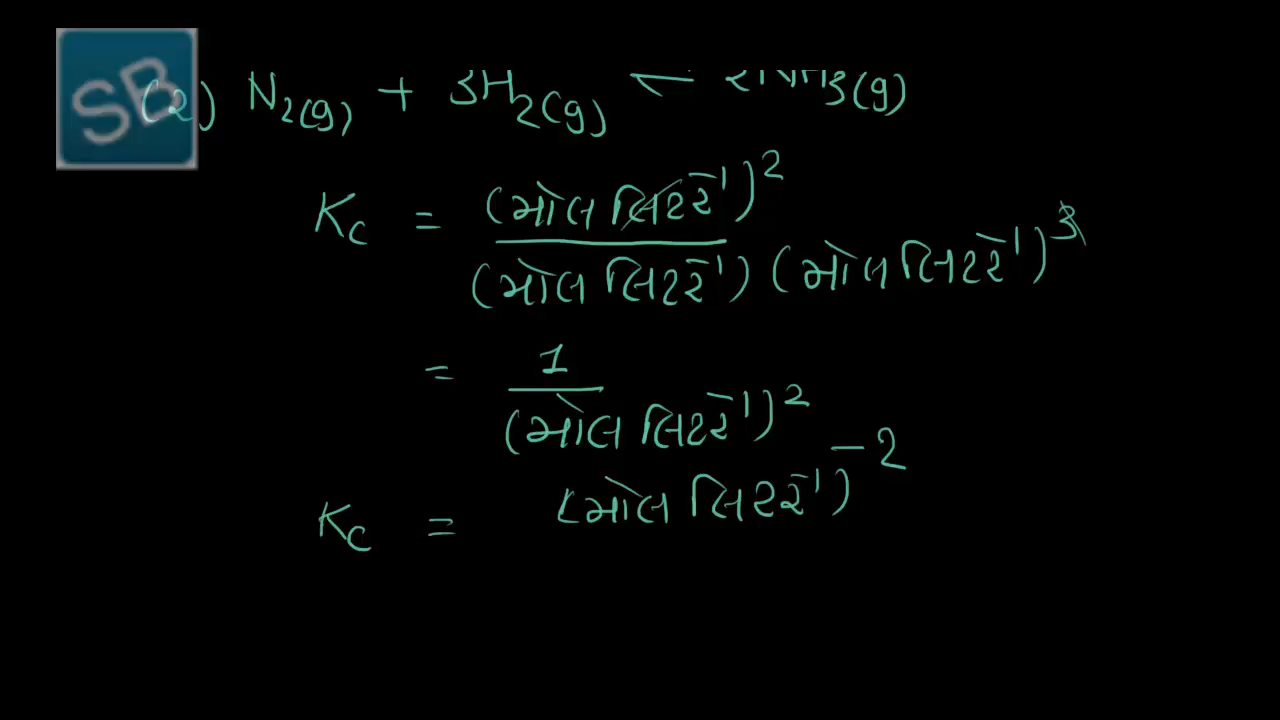 SB
(2) N₂(g) + 3H₂(g) ⇌ 2NH₃(g)
Kc = (મોલ લિટર⁻¹)² / (મોલ લિટર⁻¹) (મોલ લિટર⁻¹)³
= 1 / (મોલ લિટર⁻¹)²
Kc = (મોલ લિટર⁻¹)⁻²